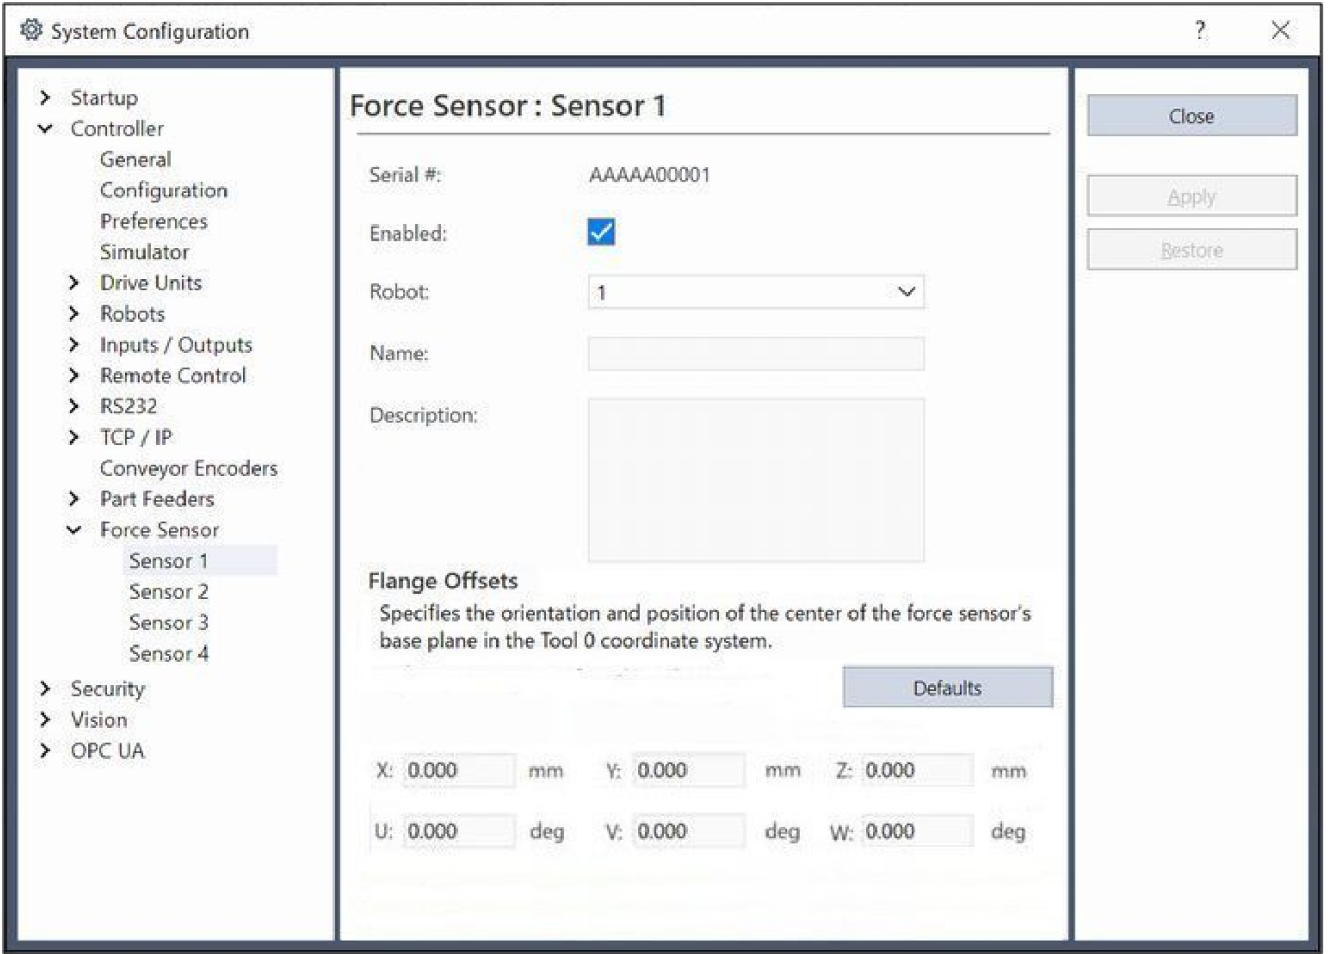 System Configuration
?
Startup
Controller
General
Configuration
Preferences
Simulator
Drive Units
Robots
Inputs / Outputs
Remote Control
RS232
TCP / IP
Conveyor Encoders
Part Feeders
Force Sensor
Sensor 1
Sensor 2
Sensor 3
Sensor 4
Security
Vision
OPC UA
Force Sensor : Sensor 1
Serial #: AAAAA00001
Enabled:
Robot: 1
Name:
Description:
Flange Offsets
Specifies the orientation and position of the center of the force sensor's
base plane in the Tool 0 coordinate system.
Defaults
X: 0.000 mm Y: 0.000 mm Z: 0.000 mm
U: 0.000 deg V: 0.000 deg W: 0.000 deg
Close
Apply
Restore